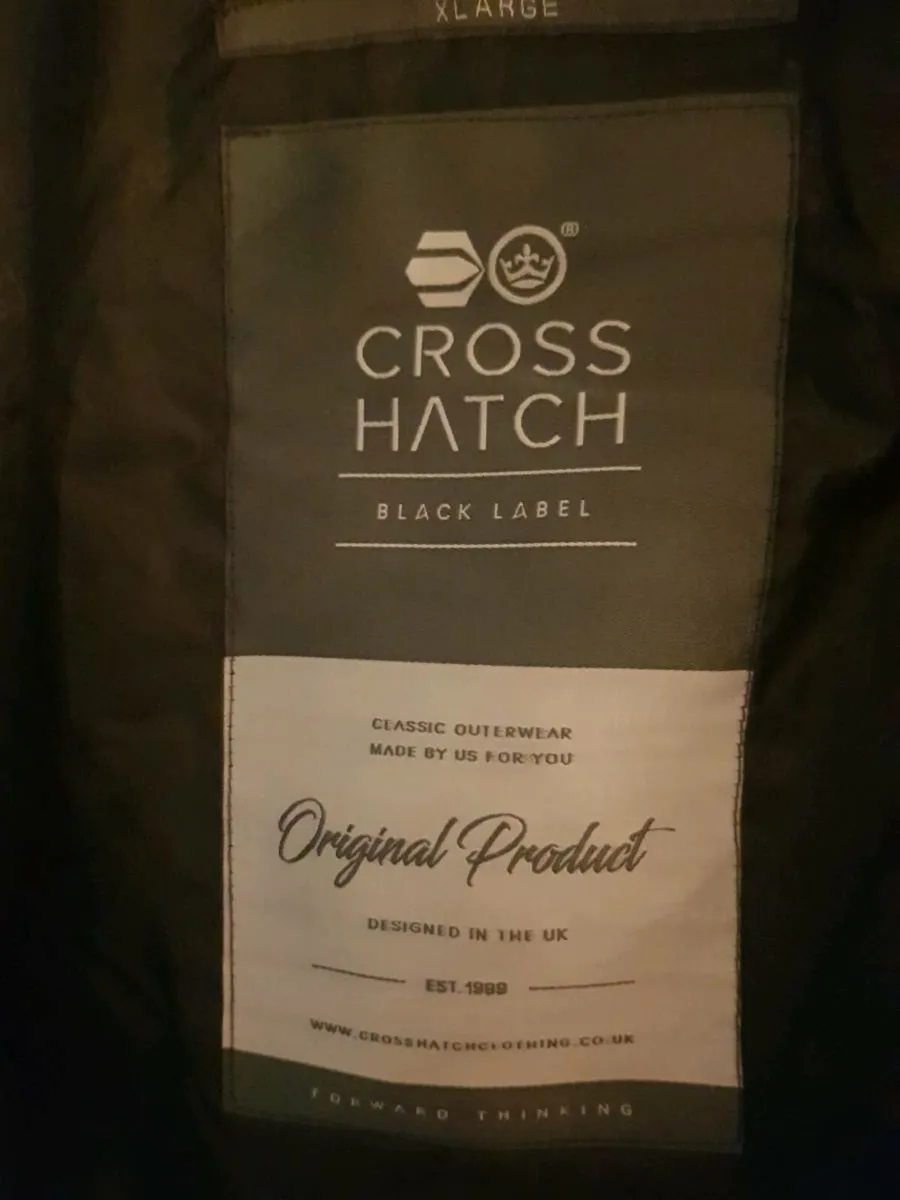 XLARGE
®
CROSS
HATCH
BLACK LABEL
CLASSIC OUTERWEAR
MADE BY US FOR YOU
Original Product
DESIGNED IN THE UK
EST.1989
WWW.CROSSHATCHCLOTHING.CO.UK
FORWARD THINKING